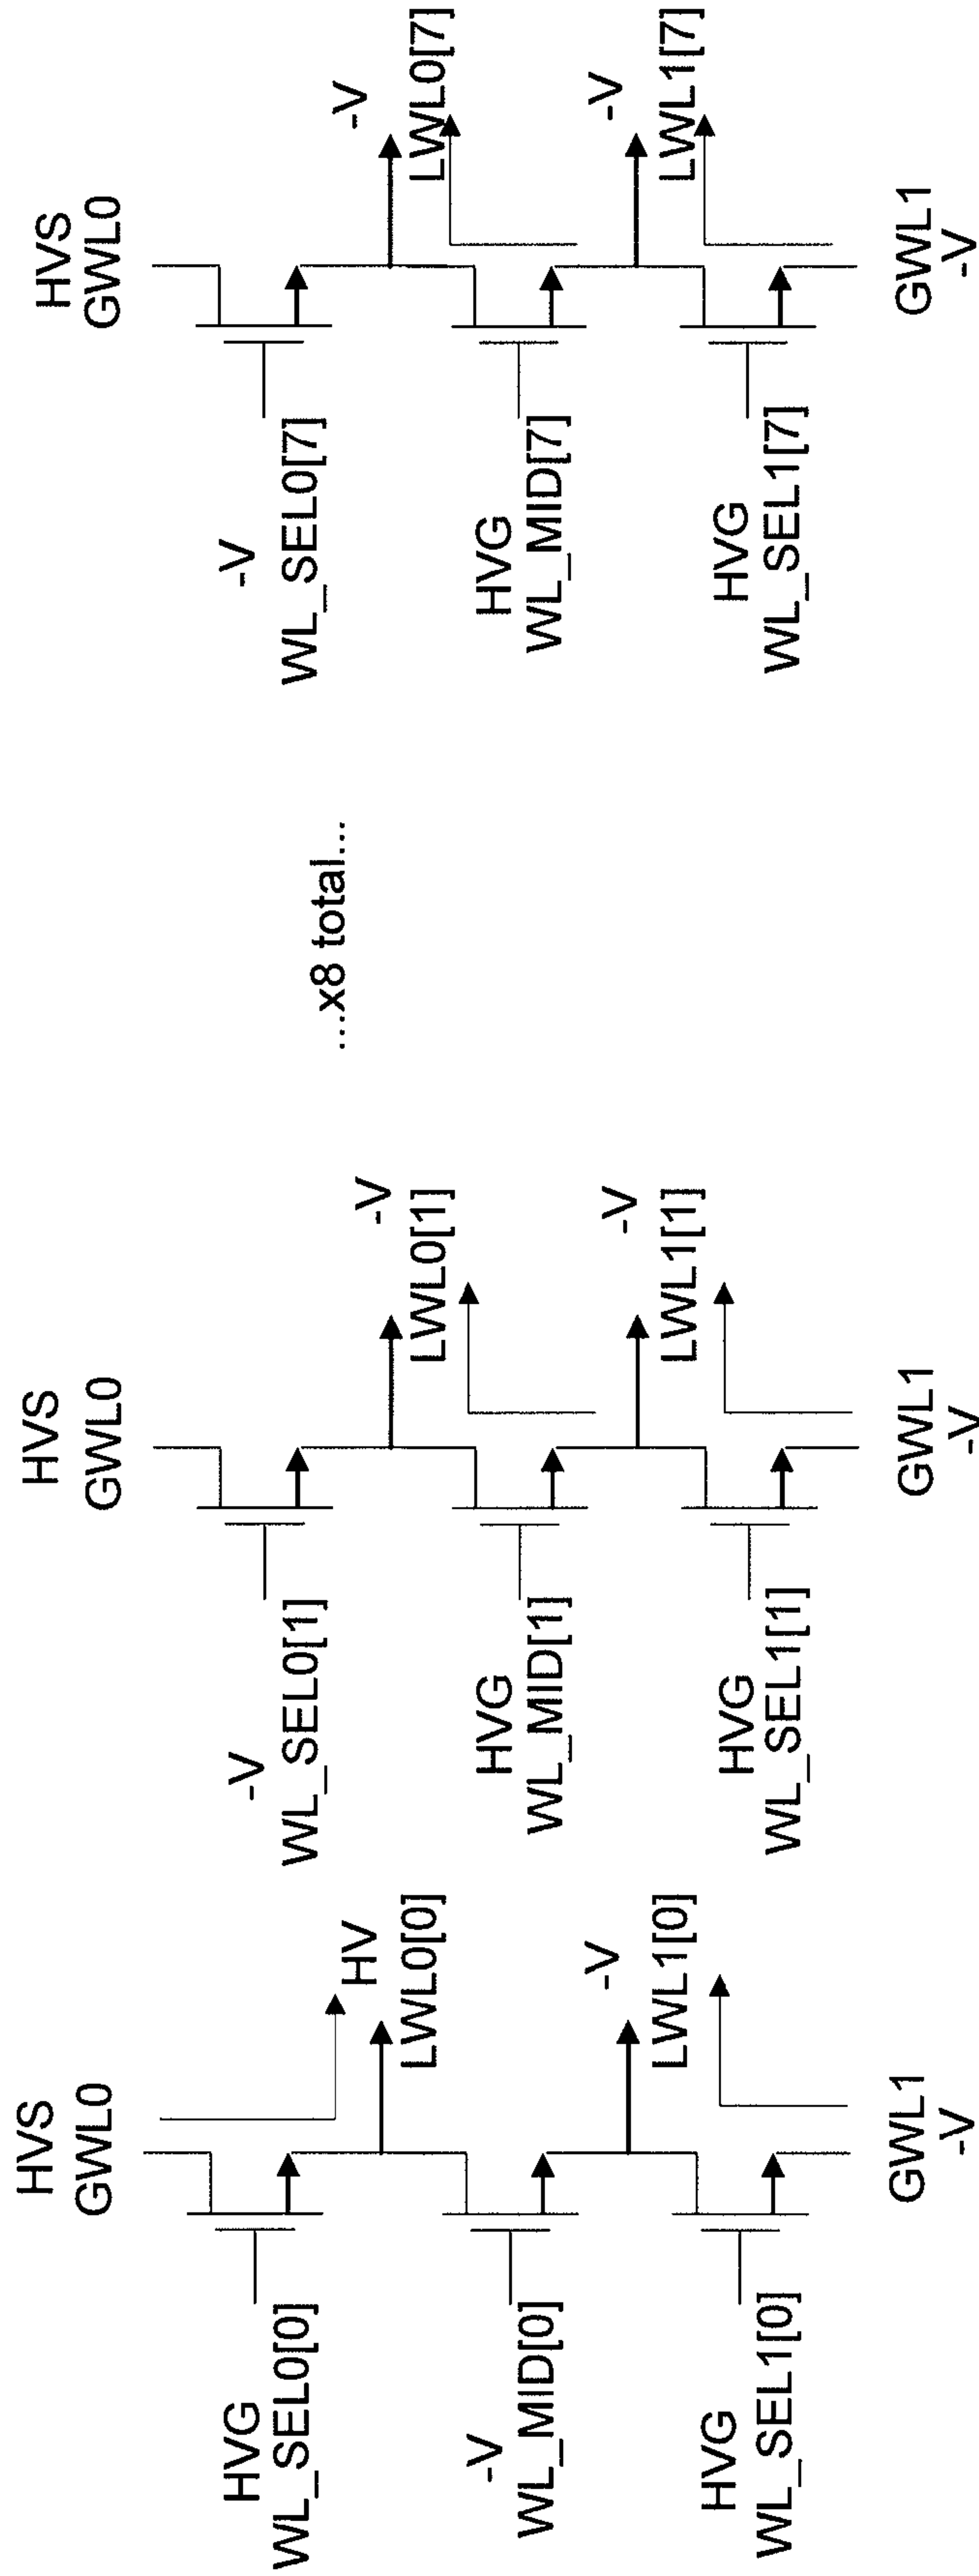 HVS
GWL0
HVG
WL_SEL0[0]
HV
LWL0[0]
-V
WL_MID[0]
-V
LWL1[0]
HVG
WL_SEL1[0]
GWL1
-V
HVS
GWL0
-V
WL_SEL0[1]
-V
LWL0[1]
HVG
WL_MID[1]
-V
LWL1[1]
HVG
WL_SEL1[1]
GWL1
-V
...x8 total...
HVS
GWL0
-V
WL_SEL0[7]
-V
LWL0[7]
HVG
WL_MID[7]
-V
LWL1[7]
HVG
WL_SEL1[7]
GWL1
-V